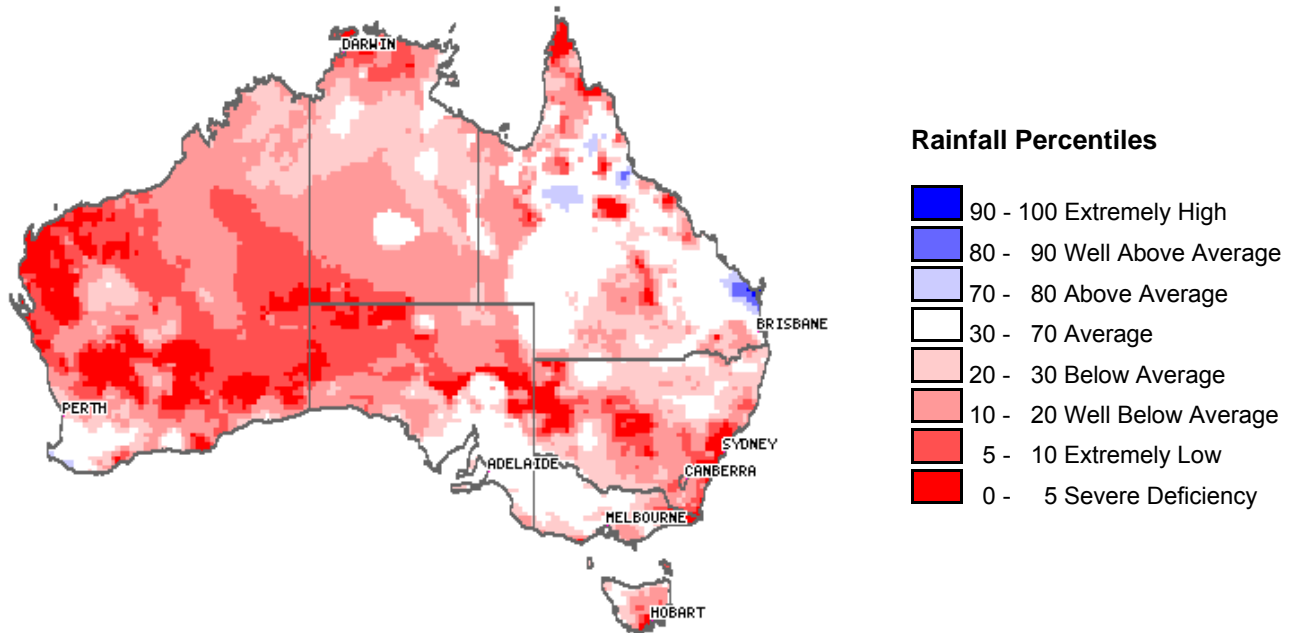 DARWIN
BRISBANE
PERTH
SYDNEY
ADELAIDE
CANBERRA
MELBOURNE
HOBART
Rainfall Percentiles
90 - 100 Extremely High
80 - 90 Well Above Average
70 - 80 Above Average
30 - 70 Average
20 - 30 Below Average
10 - 20 Well Below Average
5 - 10 Extremely Low
0 - 5 Severe Deficiency